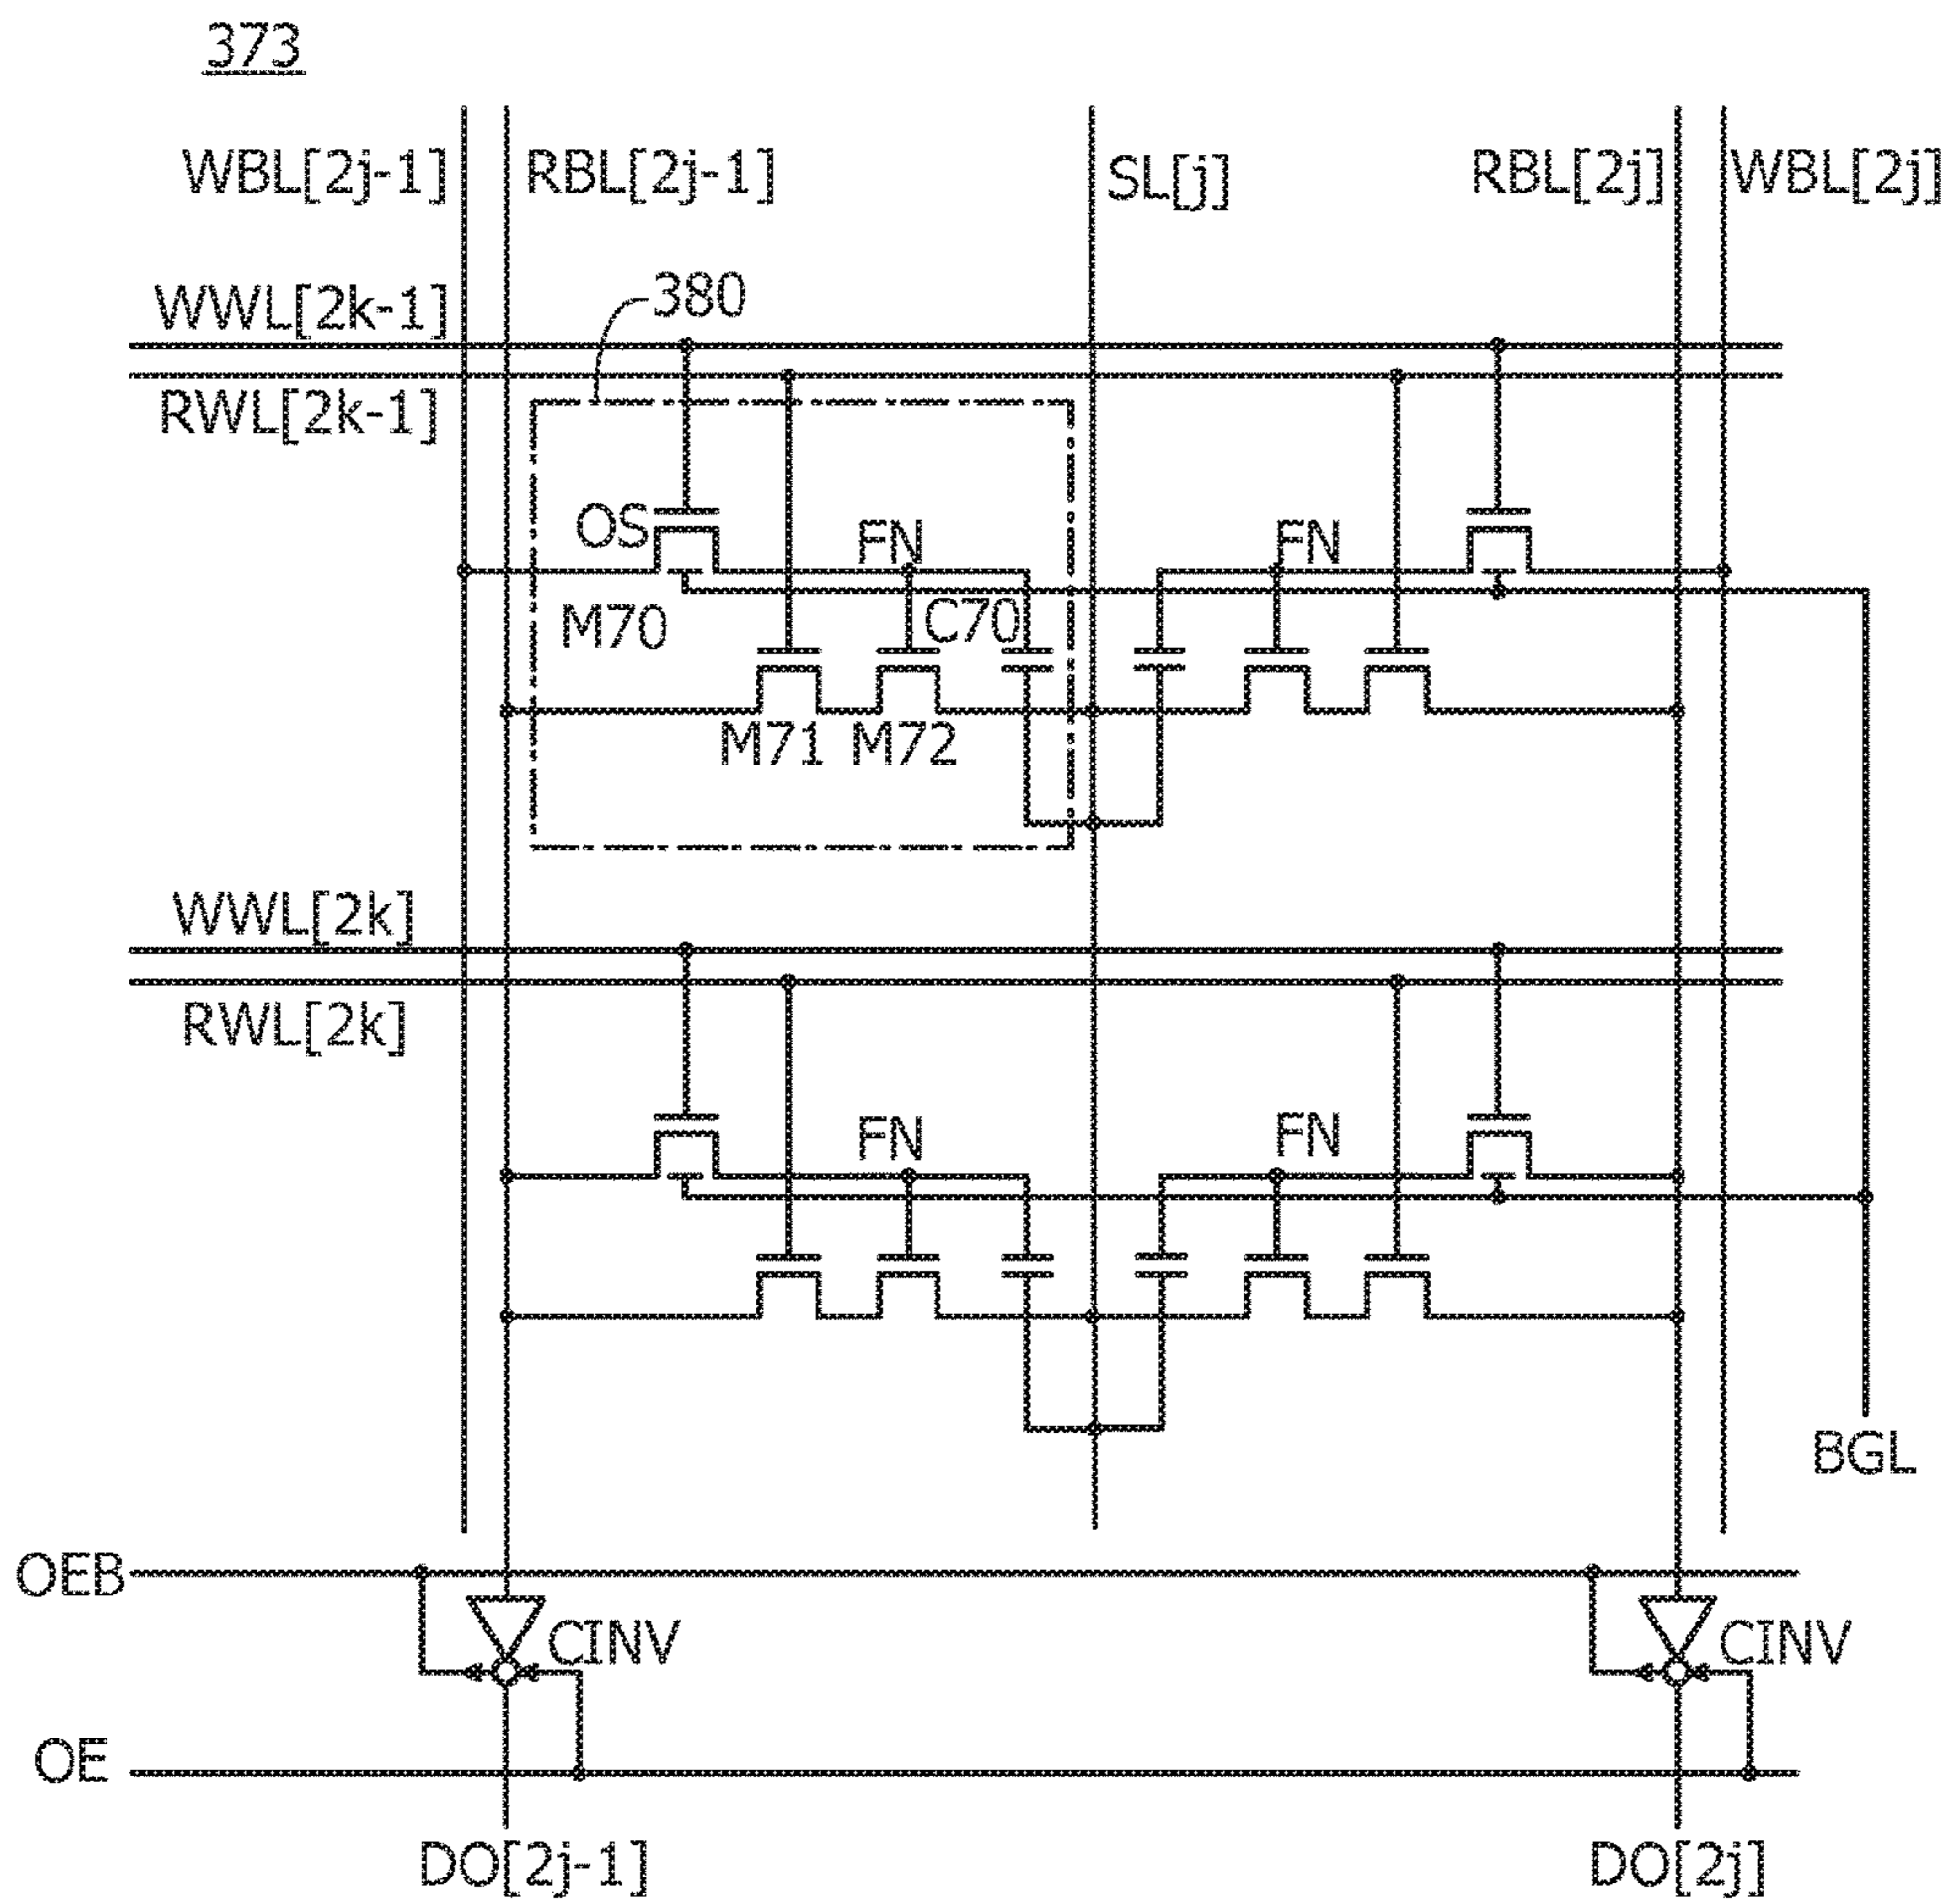 373
WBL[2j-1] RBL[2j-1] SL[j] RBL[2j] WBL[2j]
WWL[2k-1] 380
RWL[2k-1]
OS FN FN
M70 C70
M71 M72
WWL[2k]
RWL[2k]
FN FN
BGL
OEB
CINV CINV
OE
DO[2j-1] DO[2j]